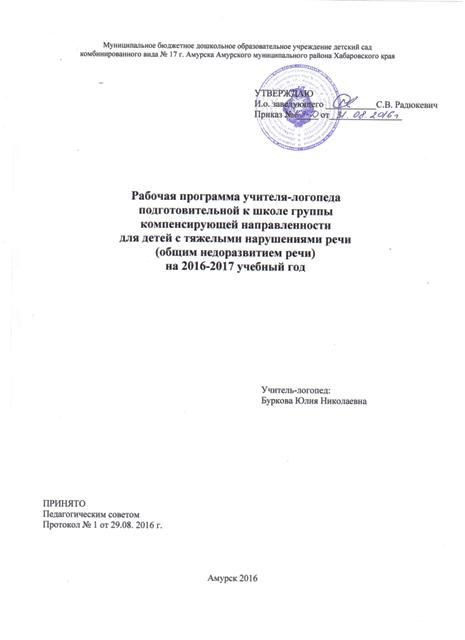 Муниципальное бюджетное дошкольное образовательное учреждение детский сад
комбинированного вида № 17 г. Амурска Амурского муниципального района Хабаровского края
УТВЕРЖДАЮ
И.о. заведующего С.В. Радюкевич
Приказ № от 31.08.2016г
Рабочая программа учителя-логопеда
подготовительной к школе группы
компенсирующей направленности
для детей с тяжелыми нарушениями речи
(общим недоразвитием речи)
на 2016-2017 учебный год
Учитель-логопед:
Буркова Юлия Николаевна
ПРИНЯТО
Педагогическим советом
Протокол № 1 от 29.08. 2016 г.
Амурск 2016